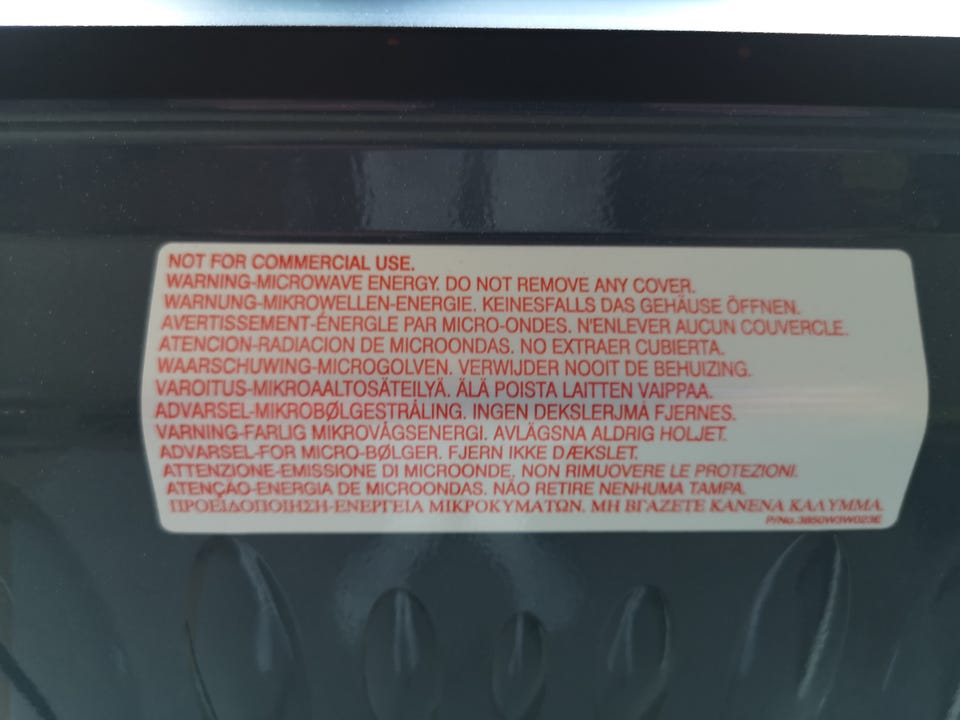 NOT FOR COMMERCIAL USE.
WARNING-MICROWAVE ENERGY. DO NOT REMOVE ANY COVER.
WARNUNG-MIKROWELLEN-ENERGIE. KEINESFALLS DAS GEHÄUSE ÖFFNEN.
AVERTISSEMENT-ÉNERGLE PAR MICRO-ONDES. N'ENLEVER AUCUN COUVERCLE.
ATENCION-RADIACION DE MICROONDAS. NO EXTRAER CUBIERTA.
WAARSCHUWING-MICROGOLVEN. VERWIJDER NOOIT DE BEHUIZING.
VAROITUS-MIKROAALTOSÄTEILYÄ. ÄLÄ POISTA LAITTEN VAIPPAA.
ADVARSEL-MIKROBØLGESTRÅLING. INGEN DEKSLERJMÅ FJERNES.
VARNING-FARLIG MIKROVÅGSENERGI. AVLÄGSNA ALDRIG HOLJET.
ADVARSEL-FOR MICRO-BØLGER. FJERN IKKE DÆKSLET.
ATTENZIONE-EMISSIONE DI MICROONDE, NON RIMUOVERE LE PROTEZIONI.
ATENÇAO-ENERGIA DE MICROONDAS. NÃO RETIRE NENHUMA TAMPA.
ΠΡΟΕΙΔΟΠΟΙΗΣΗ-ΕΝΕΡΓΕΙΑ ΜΙΚΡΟΚΥΜΑΤΩΝ. ΜΗ ΒΓΑΖΕΤΕ ΚΑΝΕΝΑ ΚΑΛΥΜΜΑ.
P/No.3850W3W023E